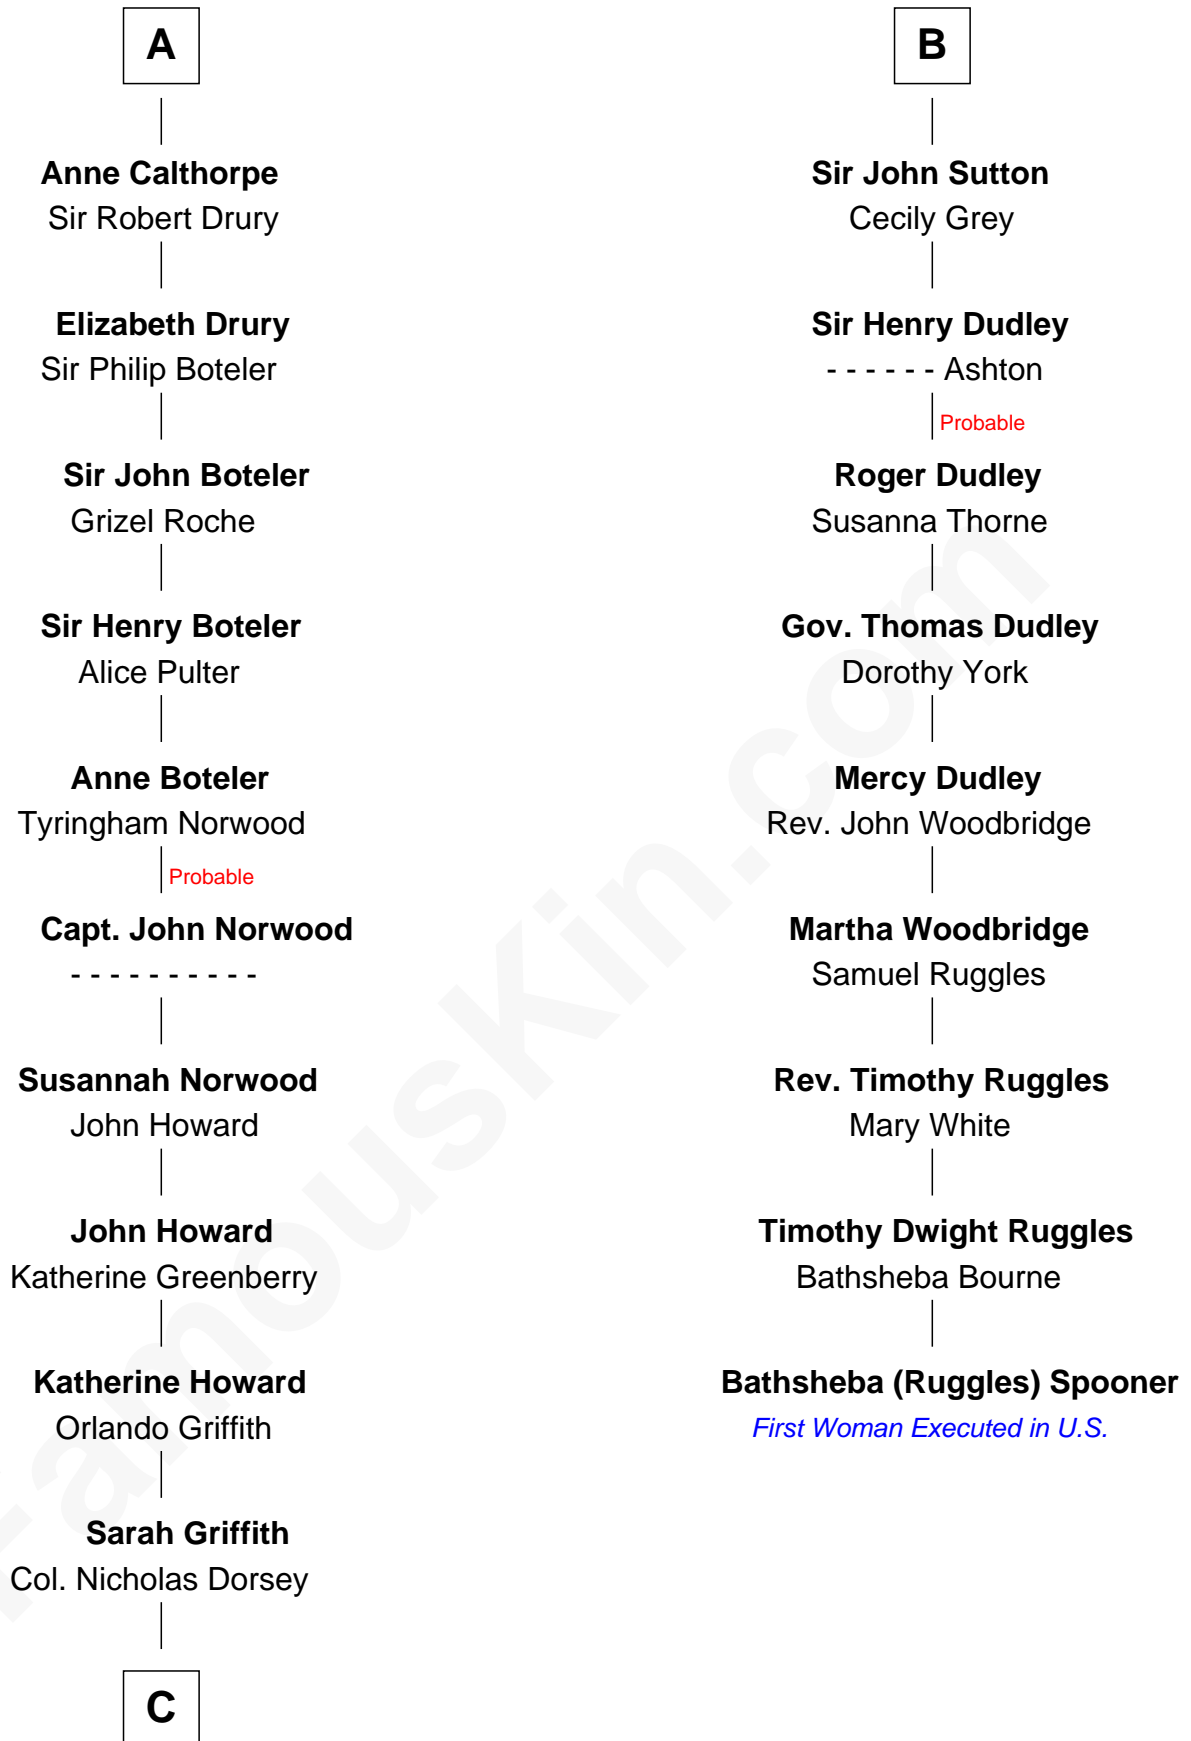 A
Anne Calthorpe
Sir Robert Drury
Elizabeth Drury
Sir Philip Boteler
Sir John Boteler
Grizel Roche
Sir Henry Boteler
Alice Pulter
Anne Boteler
Tyringham Norwood
Probable
Capt. John Norwood
- - - - - - - - - -
Susannah Norwood
John Howard
John Howard
Katherine Greenberry
Katherine Howard
Orlando Griffith
Sarah Griffith
Col. Nicholas Dorsey
C
B
Sir John Sutton
Cecily Grey
Sir Henry Dudley
- - - - - - Ashton
Probable
Roger Dudley
Susanna Thorne
Gov. Thomas Dudley
Dorothy York
Mercy Dudley
Rev. John Woodbridge
Martha Woodbridge
Samuel Ruggles
Rev. Timothy Ruggles
Mary White
Timothy Dwight Ruggles
Bathsheba Bourne
Bathsheba (Ruggles) Spooner
First Woman Executed in U.S.
FamousKin.com